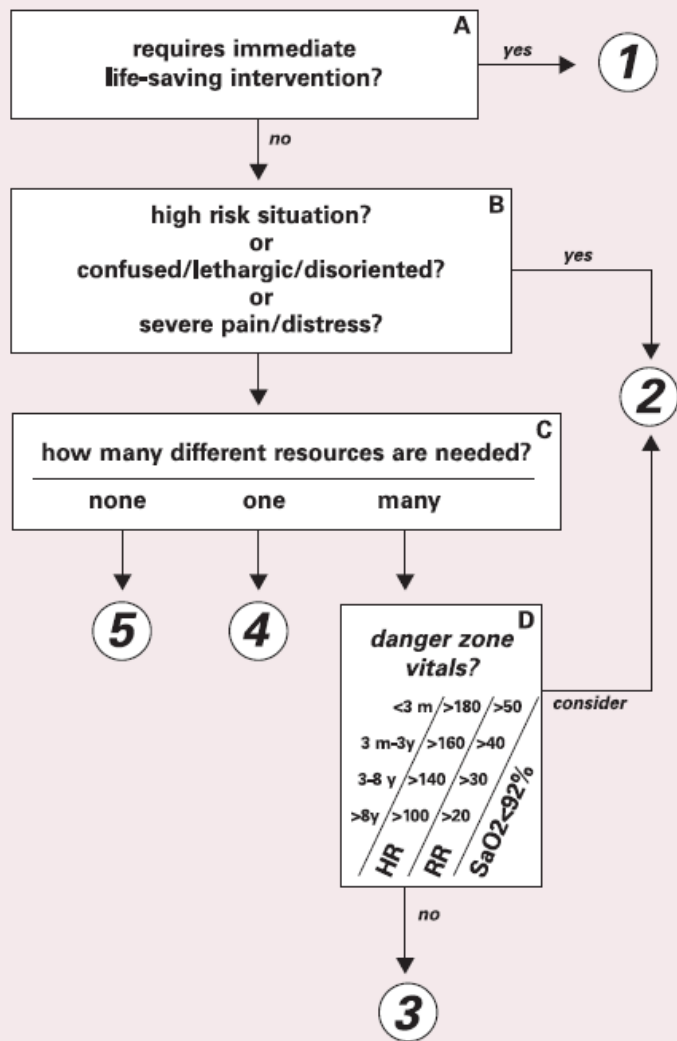 A
requires immediate
life-saving intervention?
yes
1
no
B
high risk situation?
or
confused/lethargic/disoriented?
or
severe pain/distress?
yes
2
C
how many different resources are needed?
none one many
5
4
D
danger zone
vitals?
<3 m >180 >50
3 m-3y >160 >40
3-8 y >140 >30
>8y >100 >20
HR RR SaO2<92%
consider
no
3